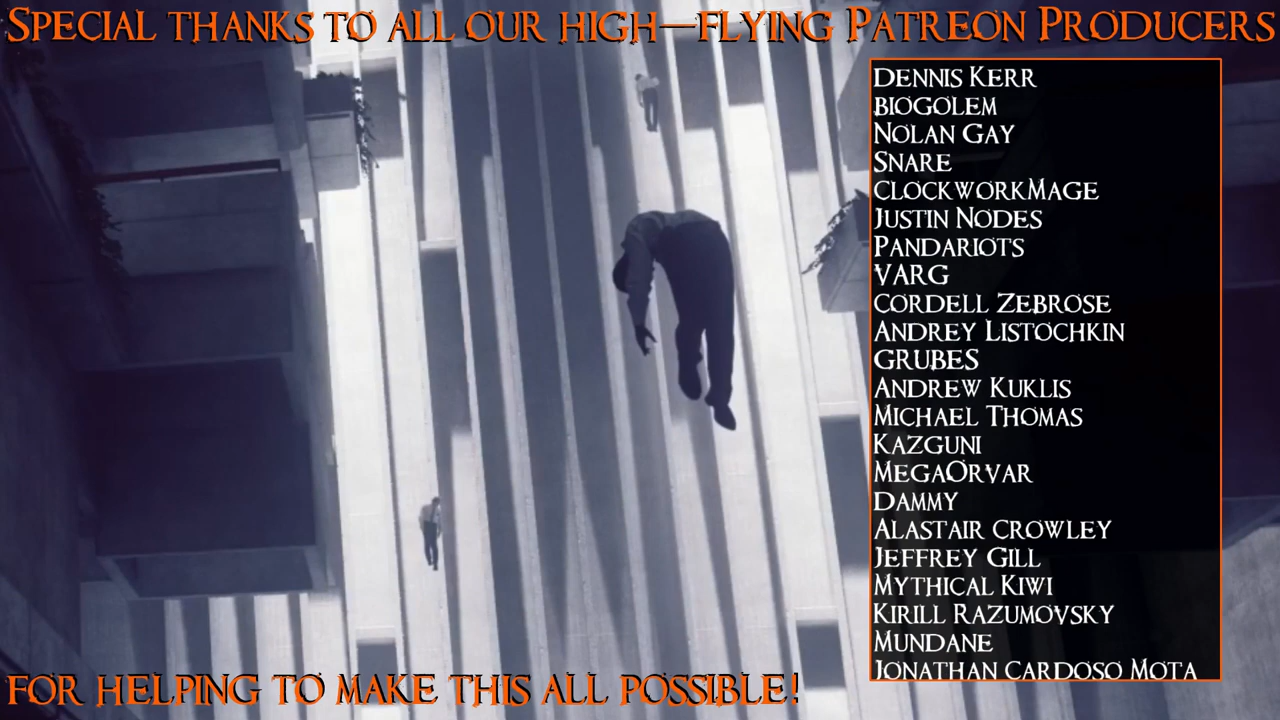 Special thanks to all our high-flying Patreon Producers
Dennis Kerr
biogolem
Nolan Gay
Snare
ClockworkMage
Justin Nodes
Pandariots
Varg
Cordell Zebrose
Andrey Listochkin
GRUBES
Andrew Kuklis
Michael Thomas
Kazguni
MegaOrvar
Dammy
Alastair Crowley
Jeffrey Gill
Mythical Kiwi
Kirill Razumovsky
Mundane
Jonathan Cardoso Mota
for helping to make this all possible!